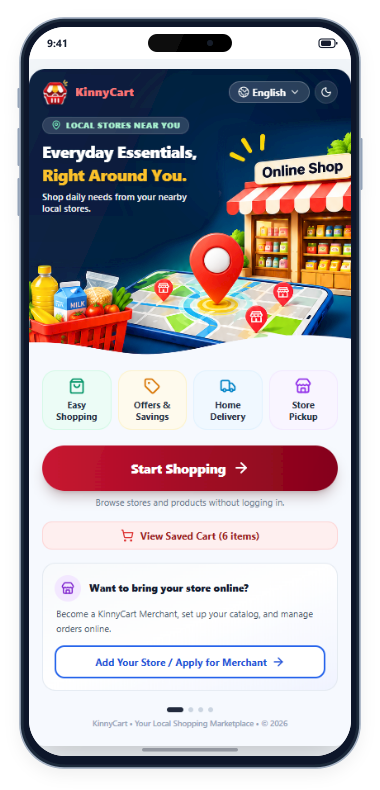 9:41
KinnyCart
English
LOCAL STORES NEAR YOU
Everyday Essentials,
Right Around You.
Shop daily needs from your nearby
local stores.
Online Shop
MILK
Easy
Shopping
Offers &
Savings
Home
Delivery
Store
Pickup
Start Shopping →
Browse stores and products without logging in.
View Saved Cart (6 items)
Want to bring your store online?
Become a KinnyCart Merchant, set up your catalog, and manage
orders online.
Add Your Store / Apply for Merchant →
KinnyCart • Your Local Shopping Marketplace • © 2026